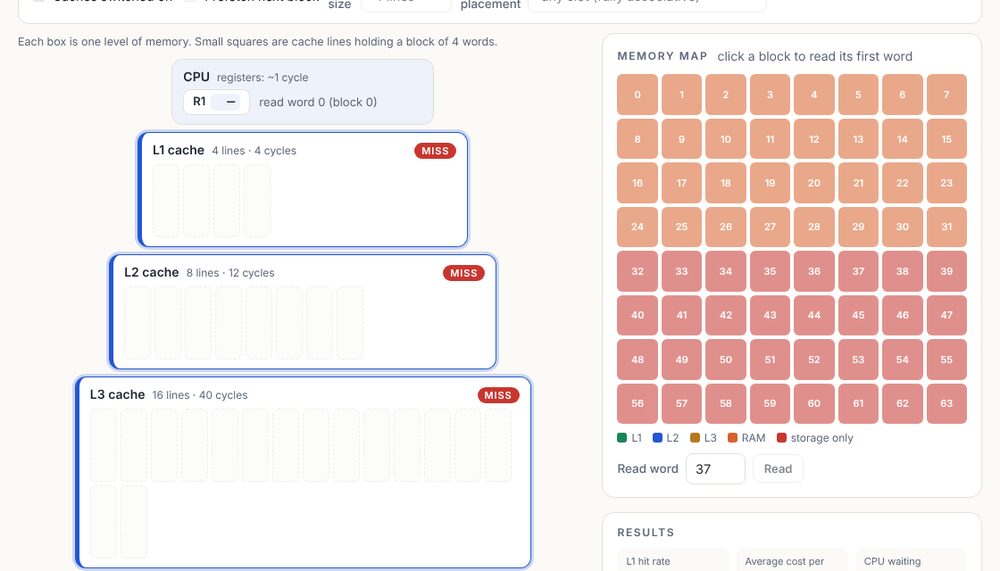 size
placement
Each box is one level of memory. Small squares are cache lines holding a block of 4 words.
CPU registers: ~1 cycle
R1 – read word 0 (block 0)
L1 cache 4 lines · 4 cycles MISS
L2 cache 8 lines · 12 cycles MISS
L3 cache 16 lines · 40 cycles MISS
MEMORY MAP click a block to read its first word
0 1 2 3 4 5 6 7
8 9 10 11 12 13 14 15
16 17 18 19 20 21 22 23
24 25 26 27 28 29 30 31
32 33 34 35 36 37 38 39
40 41 42 43 44 45 46 47
48 49 50 51 52 53 54 55
56 57 58 59 60 61 62 63
L1 L2 L3 RAM storage only
Read word 37 Read
RESULTS
L1 hit rate Average cost per CPU waiting